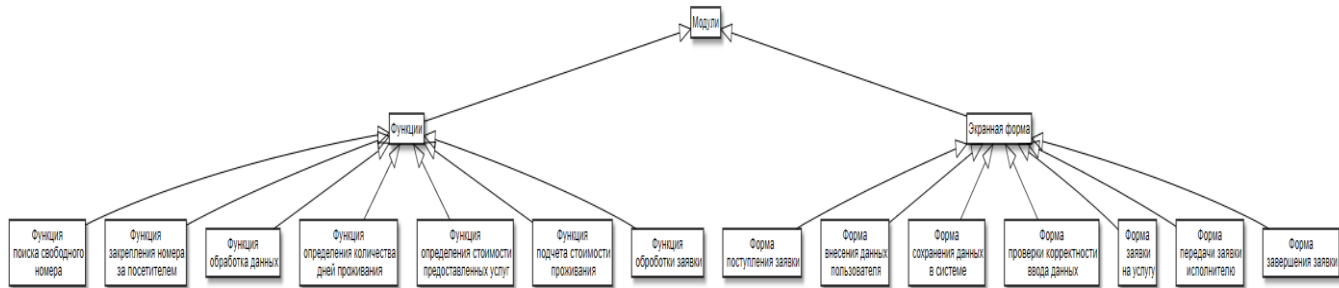 Модули
Функции
Экранная форма
Функция
поиска свободного
номера
Функция
закрепления номера
за посетителем
Функция
обработка данных
Функция
определения количества
дней проживания
Функция
определения стоимости
предоставленных услуг
Функция
подчета стоимости
проживания
Функция
обработки заявки
Форма
поступления заявки
Форма
внесения данных
пользователя
Форма
сохранения данных
в системе
Форма
проверки корректности
ввода данных
Форма
заявки
на услугу
Форма
передачи заявки
исполнителю
Форма
завершения заявки